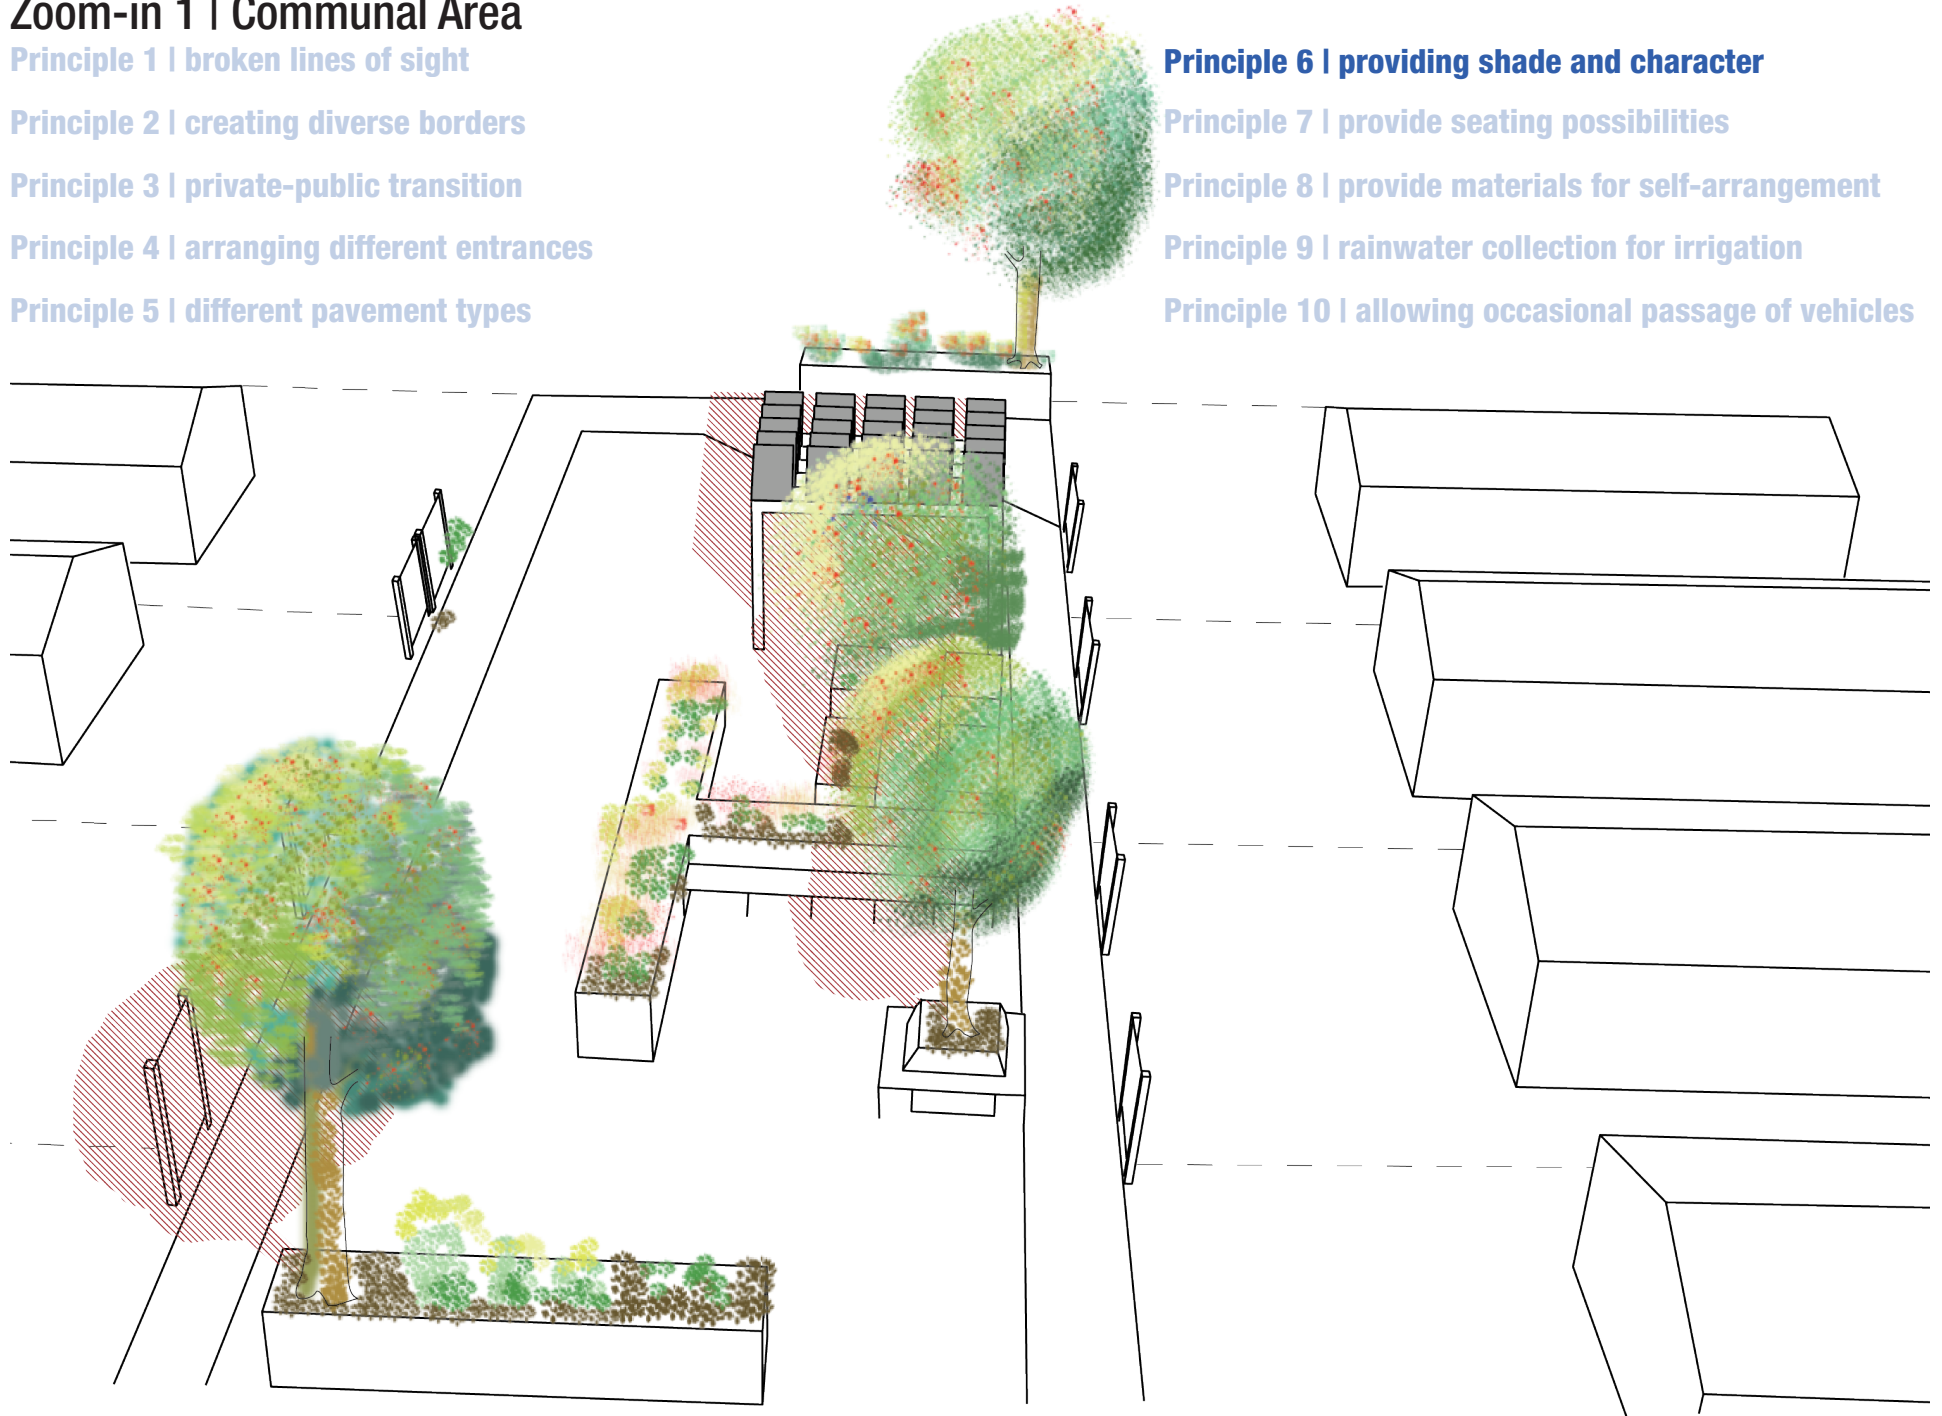 Zoom-in 1 | Communal Area
Principle 1 | broken lines of sight
Principle 2 | creating diverse borders
Principle 3 | private-public transition
Principle 4 | arranging different entrances
Principle 5 | different pavement types
Principle 6 | providing shade and character
Principle 7 | provide seating possibilities
Principle 8 | provide materials for self-arrangement
Principle 9 | rainwater collection for irrigation
Principle 10 | allowing occasional passage of vehicles